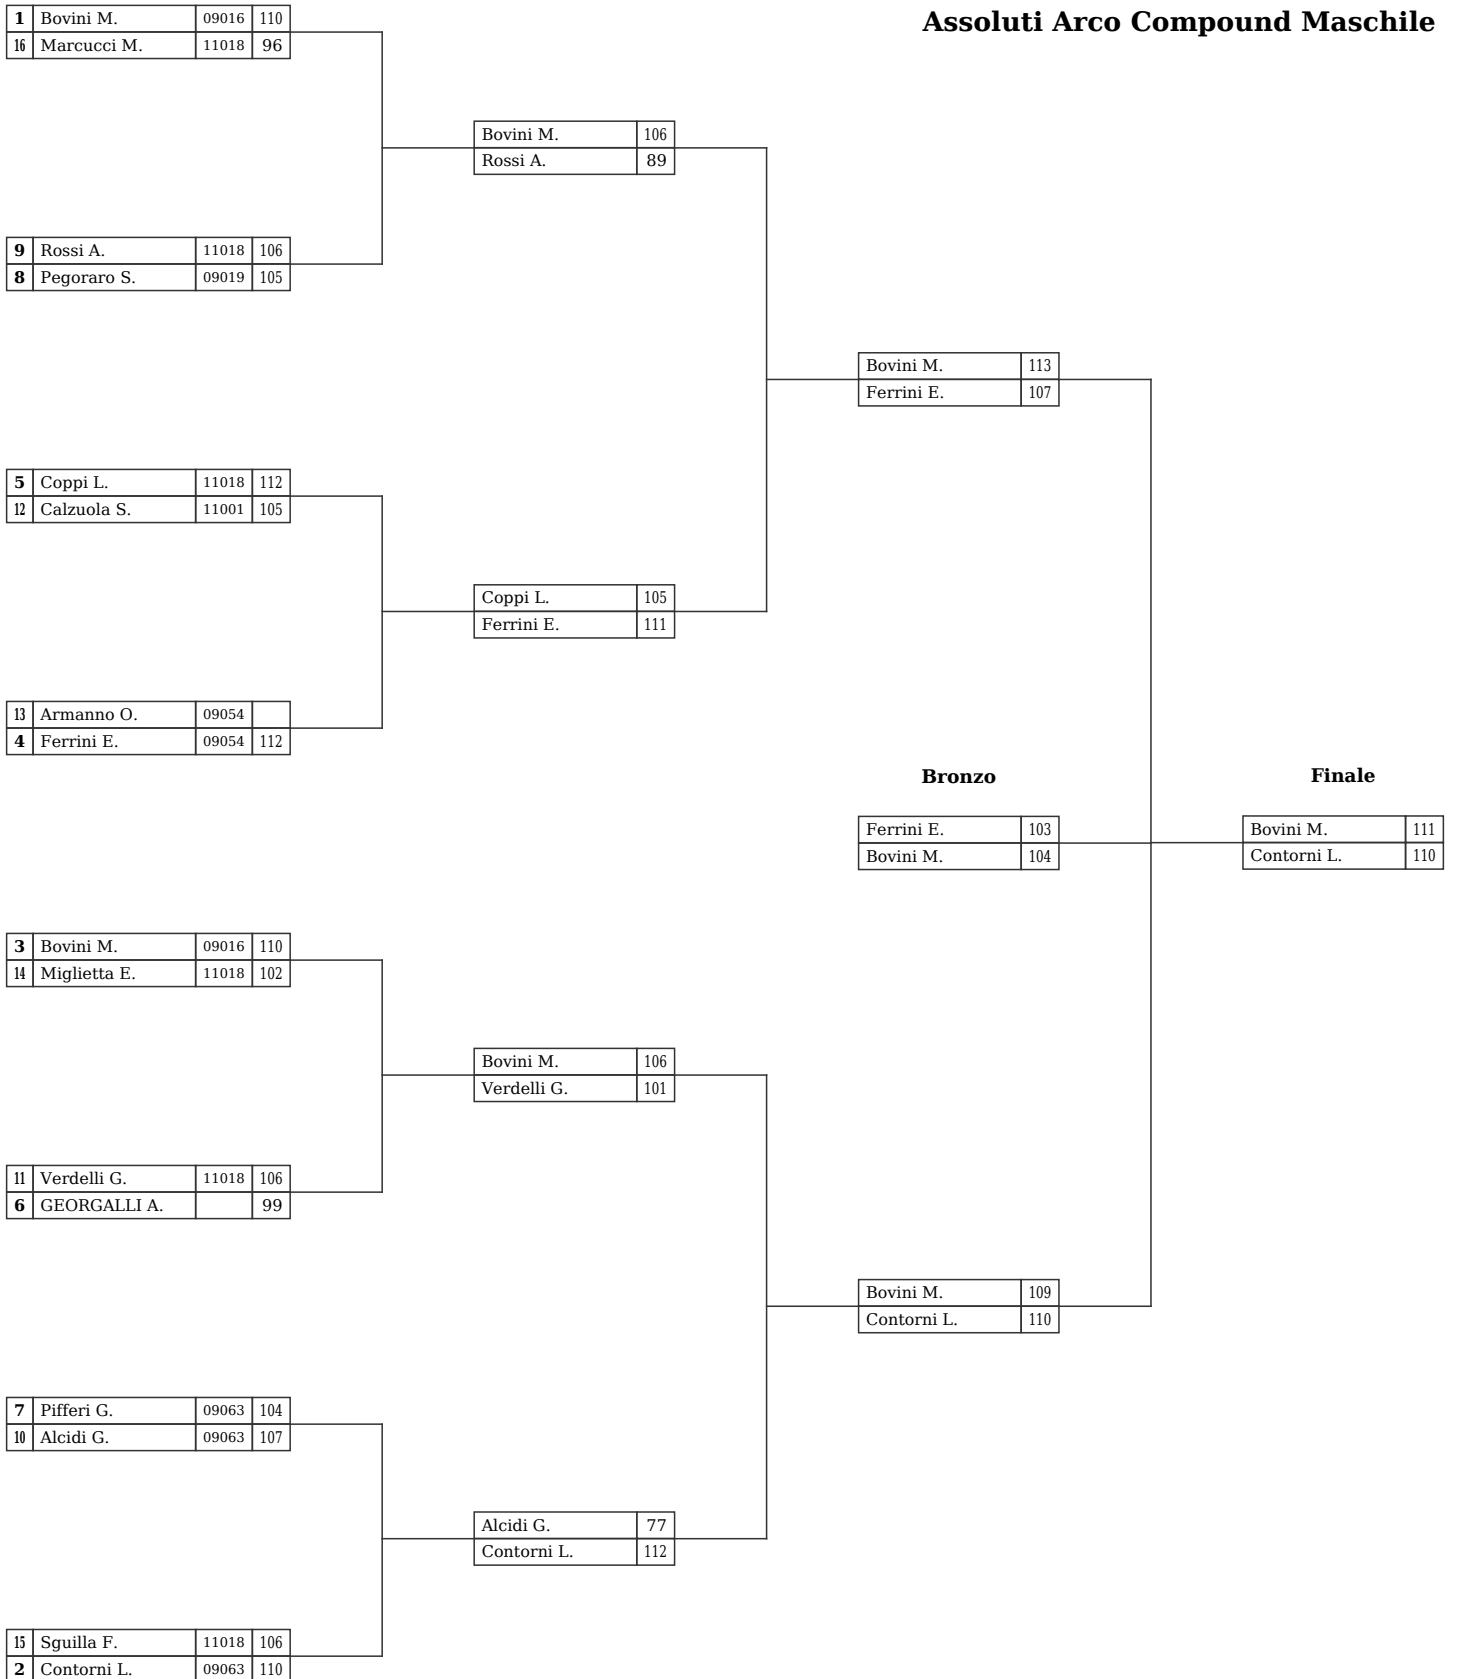 Assoluti Arco Compound Maschile
1 Bovini M. 09016 110
16 Marcucci M. 11018 96
Bovini M. 106
Rossi A. 89
9 Rossi A. 11018 106
8 Pegoraro S. 09019 105
Bovini M. 113
Ferrini E. 107
5 Coppi L. 11018 112
12 Calzuola S. 11001 105
Coppi L. 105
Ferrini E. 111
13 Armanno O. 09054
4 Ferrini E. 09054 112
Bronzo
Finale
Ferrini E. 103
Bovini M. 104
Bovini M. 111
Contorni L. 110
3 Bovini M. 09016 110
14 Miglietta E. 11018 102
Bovini M. 106
Verdelli G. 101
11 Verdelli G. 11018 106
6 GEORGALLI A. 99
Bovini M. 109
Contorni L. 110
7 Pifferi G. 09063 104
10 Alcidi G. 09063 107
Alcidi G. 77
Contorni L. 112
15 Sguilla F. 11018 106
2 Contorni L. 09063 110